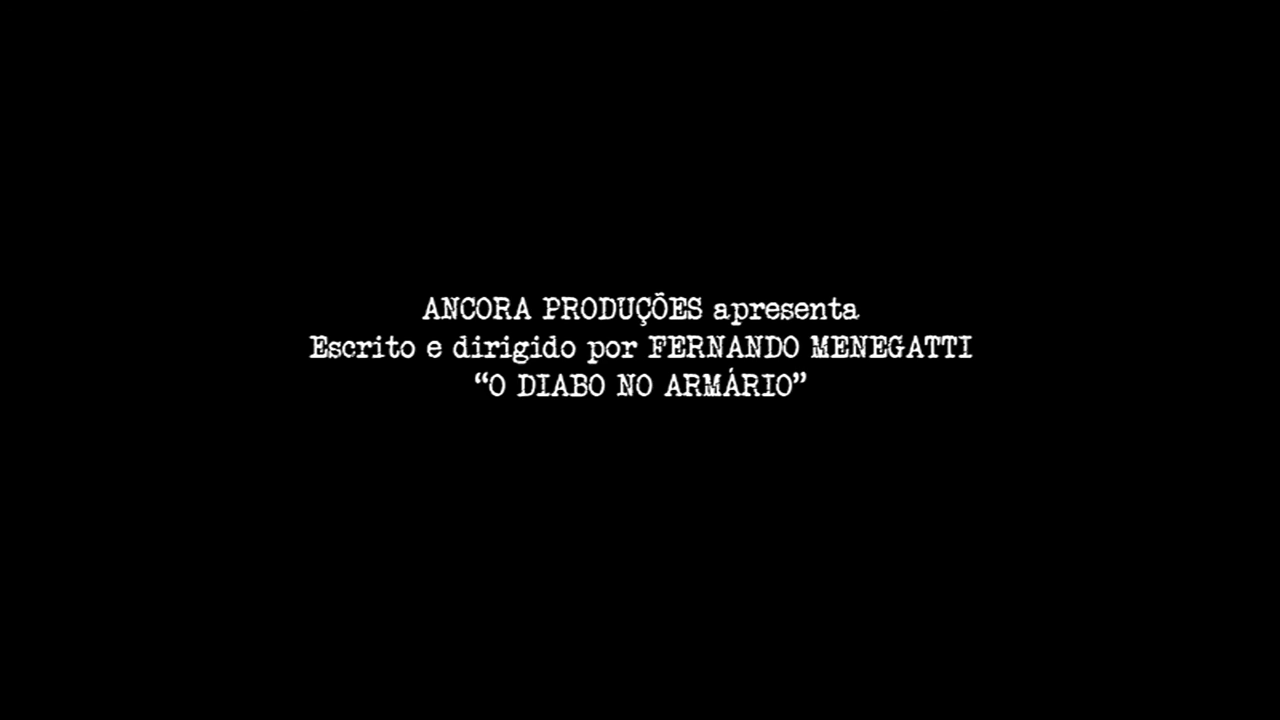 ANCORA PRODUÇÕES apresenta
Escrito e dirigido por FERNANDO MENEGATTI
“O DIABO NO ARMÁRIO”